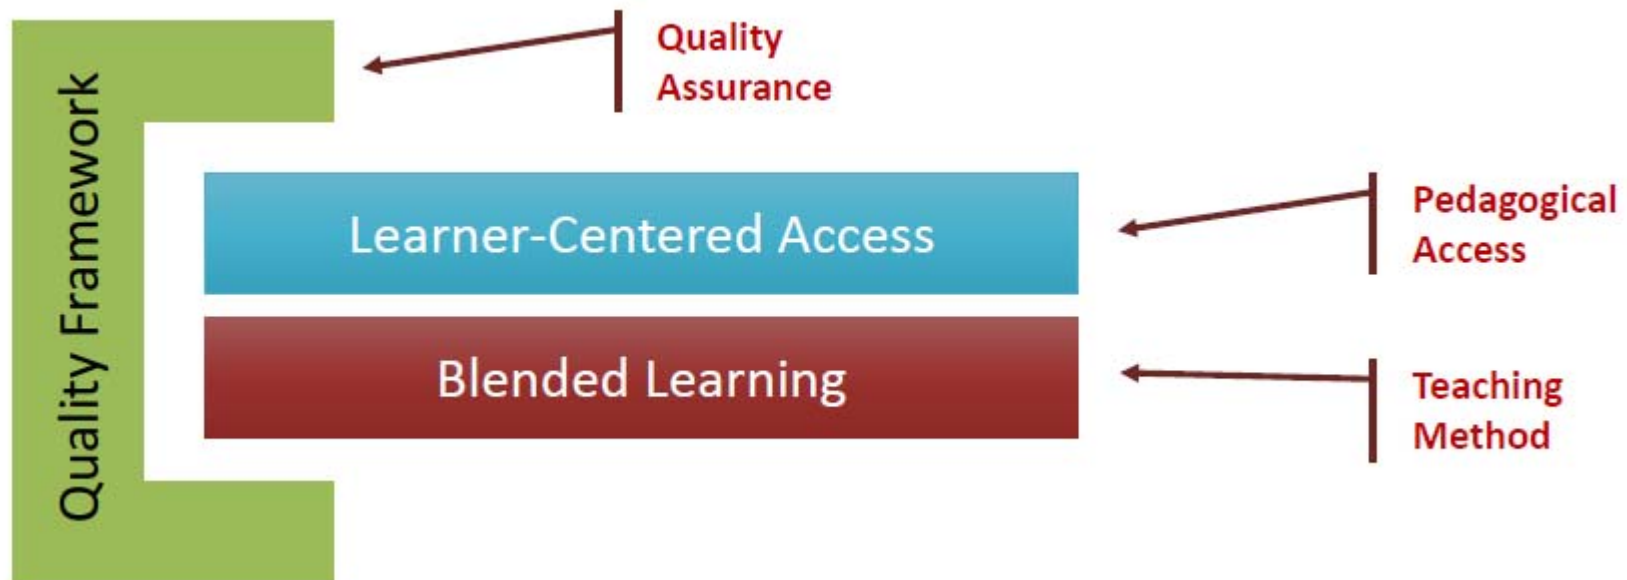 Quality Framework
Quality
Assurance
Learner-Centered Access
Pedagogical
Access
Blended Learning
Teaching
Method